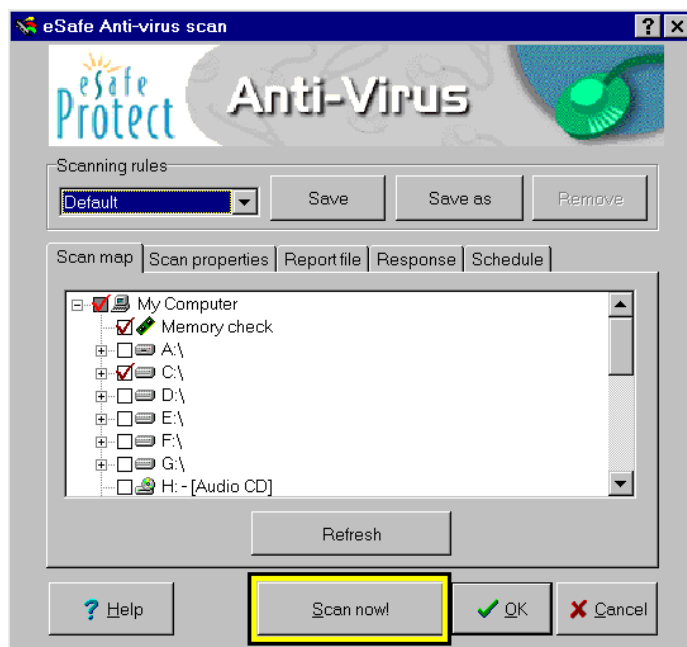 eSafe Anti-virus scan
eSafe
Protect
Anti-Virus
Scanning rules
Default Save Save as Remove
Scan map Scan properties Report file Response Schedule
My Computer
Memory check
A:\
C:\
D:\
E:\
F:\
G:\
H: - [Audio CD]
Refresh
? Help Scan now! OK Cancel